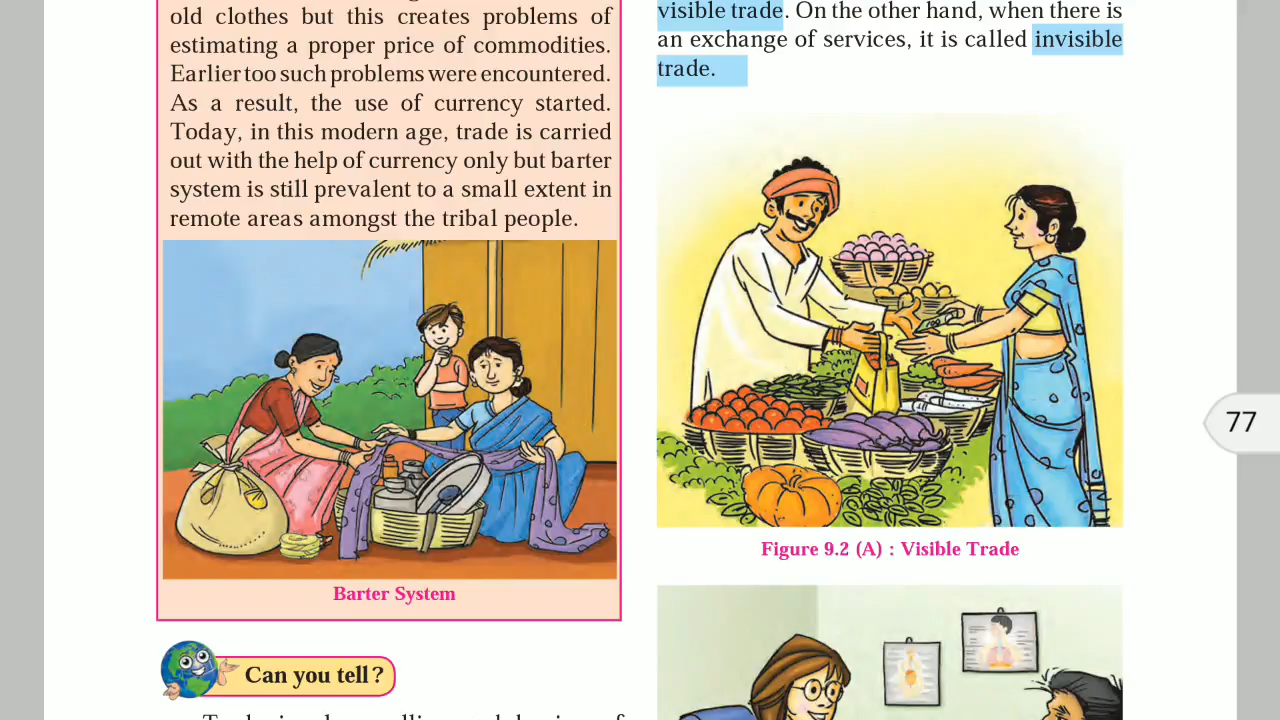 old clothes but this creates problems of
estimating a proper price of commodities.
Earlier too such problems were encountered.
As a result, the use of currency started.
Today, in this modern age, trade is carried
out with the help of currency only but barter
system is still prevalent to a small extent in
remote areas amongst the tribal people.
Barter System
Can you tell?
visible trade. On the other hand, when there is
an exchange of services, it is called invisible
trade.
Figure 9.2 (A) : Visible Trade
77